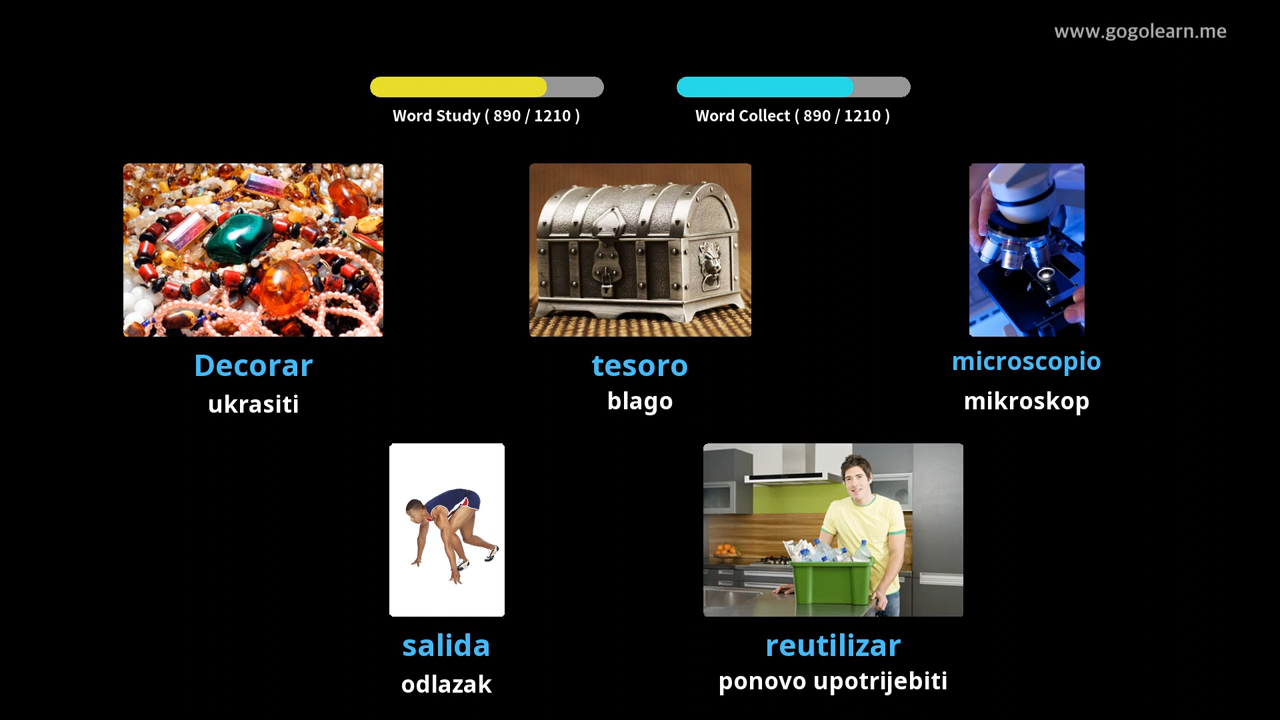 www.gogolearn.me
Word Study ( 890 / 1210 )
Word Collect ( 890 / 1210 )
Decorar
ukrasiti
tesoro
blago
microscopio
mikroskop
salida
odlazak
reutilizar
ponovo upotrijebiti